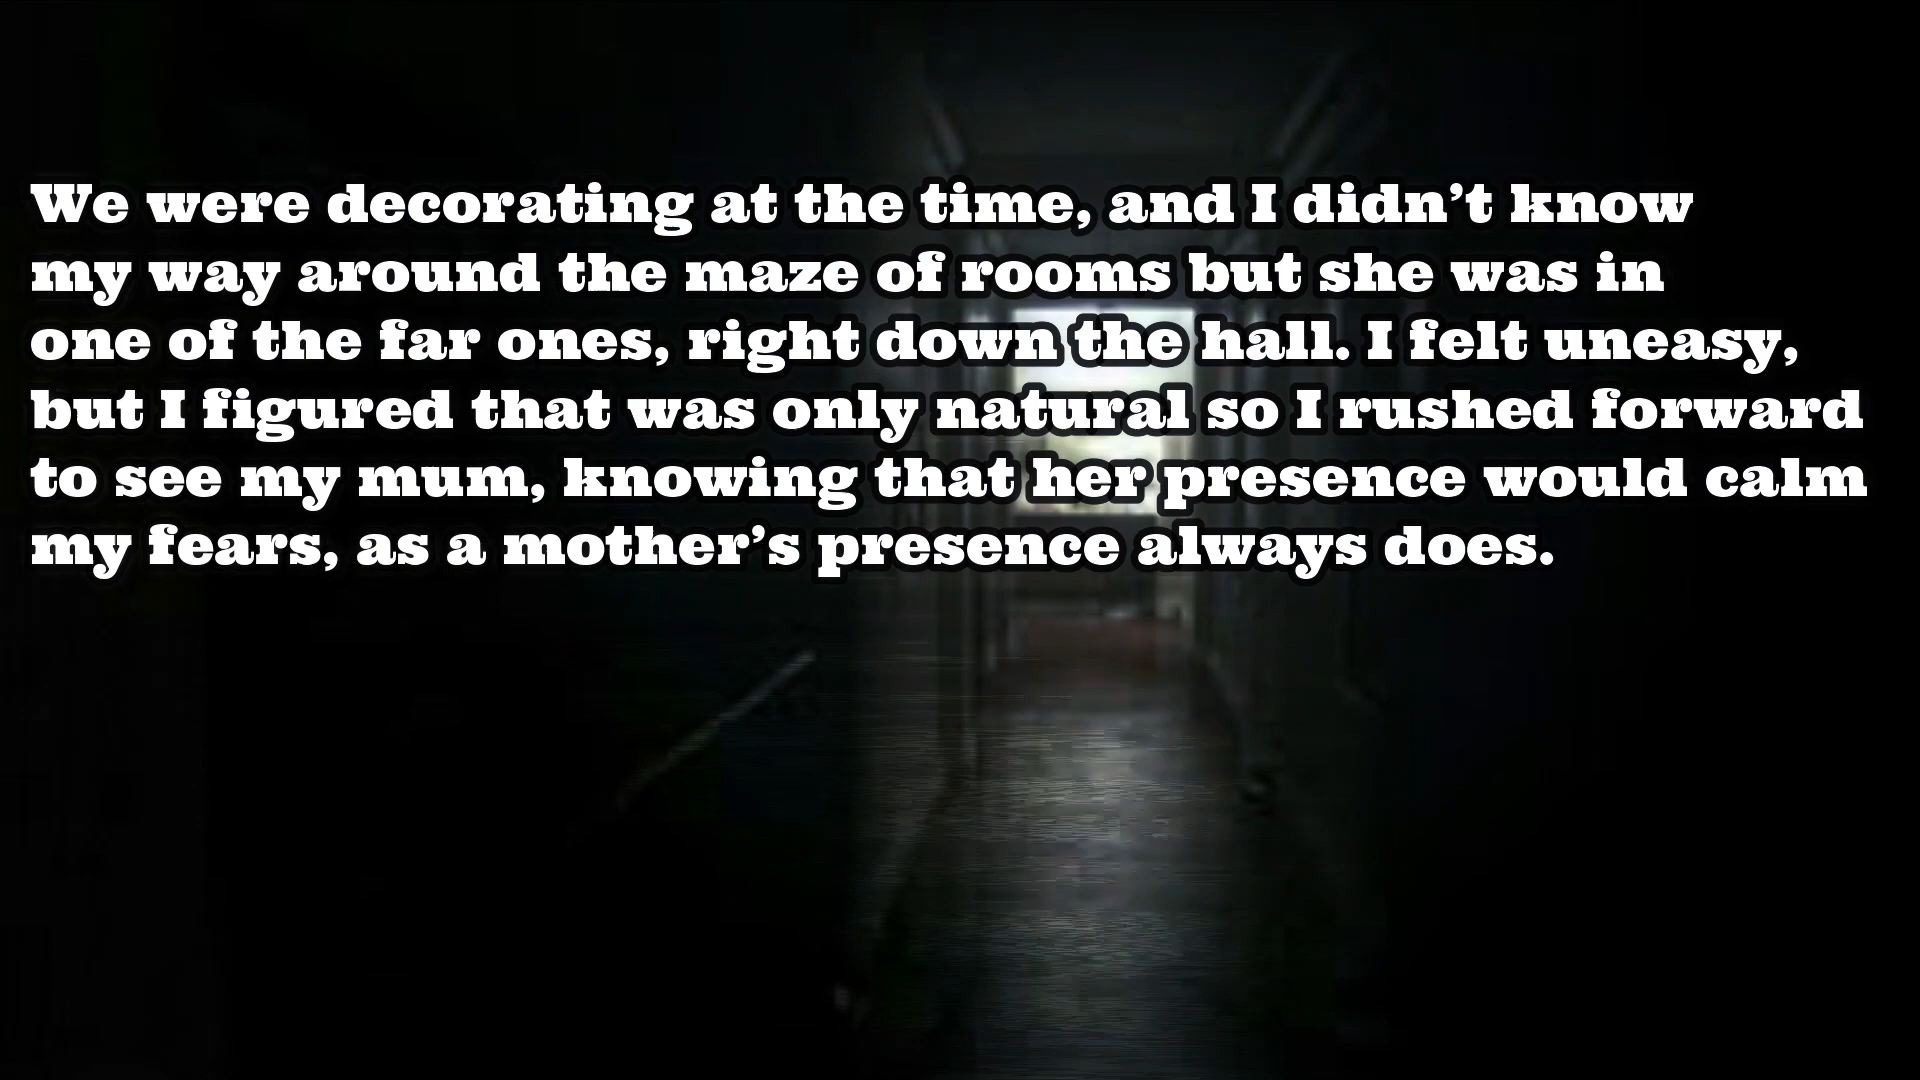 We were decorating at the time, and I didn’t know
my way around the maze of rooms but she was in
one of the far ones, right down the hall. I felt uneasy,
but I figured that was only natural so I rushed forward
to see my mum, knowing that her presence would calm
my fears, as a mother’s presence always does.